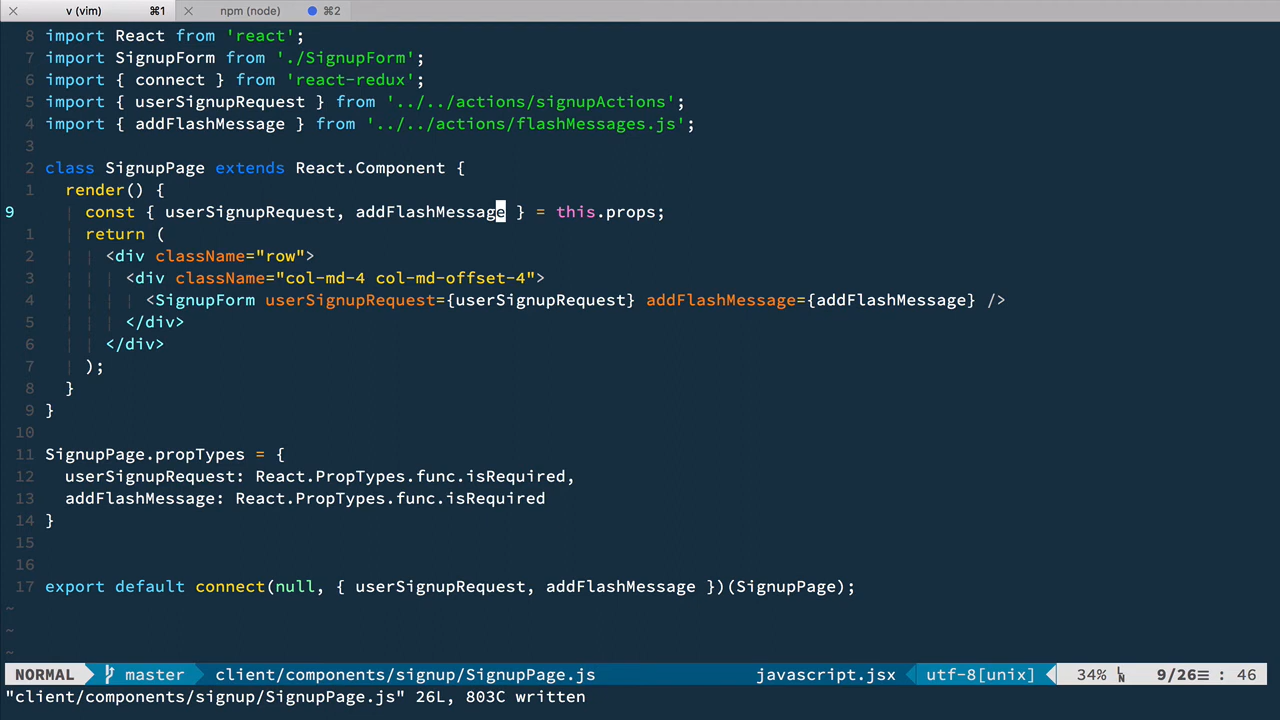 v (vim) ⌘1 npm (node) ⌘2
8 import React from 'react';
7 import SignupForm from './SignupForm';
6 import { connect } from 'react-redux';
5 import { userSignupRequest } from '../../actions/signupActions';
4 import { addFlashMessage } from '../../actions/flashMessages.js';
3
2 class SignupPage extends React.Component {
1   render() {
9     const { userSignupRequest, addFlashMessage } = this.props;
1     return (
2       <div className="row">
3         <div className="col-md-4 col-md-offset-4">
4           <SignupForm userSignupRequest={userSignupRequest} addFlashMessage={addFlashMessage} />
5         </div>
6       </div>
7     );
8   }
9 }
10
11 SignupPage.propTypes = {
12   userSignupRequest: React.PropTypes.func.isRequired,
13   addFlashMessage: React.PropTypes.func.isRequired
14 }
15
16
17 export default connect(null, { userSignupRequest, addFlashMessage })(SignupPage);
~
~
~
NORMAL master client/components/signup/SignupPage.js javascript.jsx utf-8[unix] 34% 9/26≡ : 46
"client/components/signup/SignupPage.js" 26L, 803C written